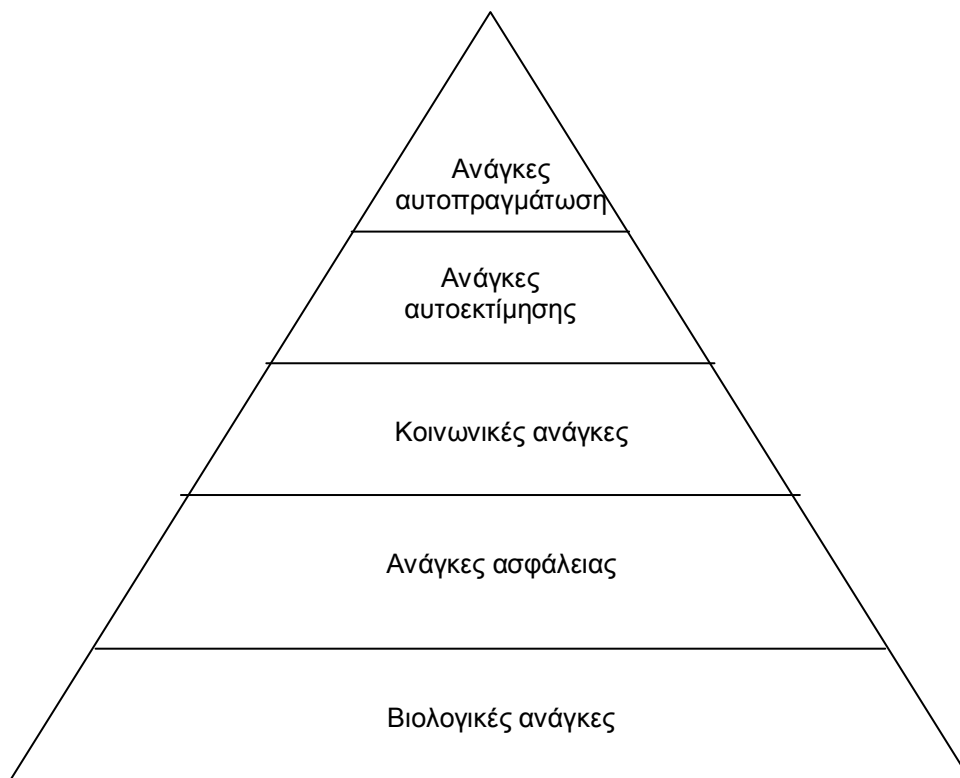 Ανάγκες
αυτοπραγμάτωση
Ανάγκες
αυτοεκτίμησης
Κοινωνικές ανάγκες
Ανάγκες ασφάλειας
Βιολογικές ανάγκες